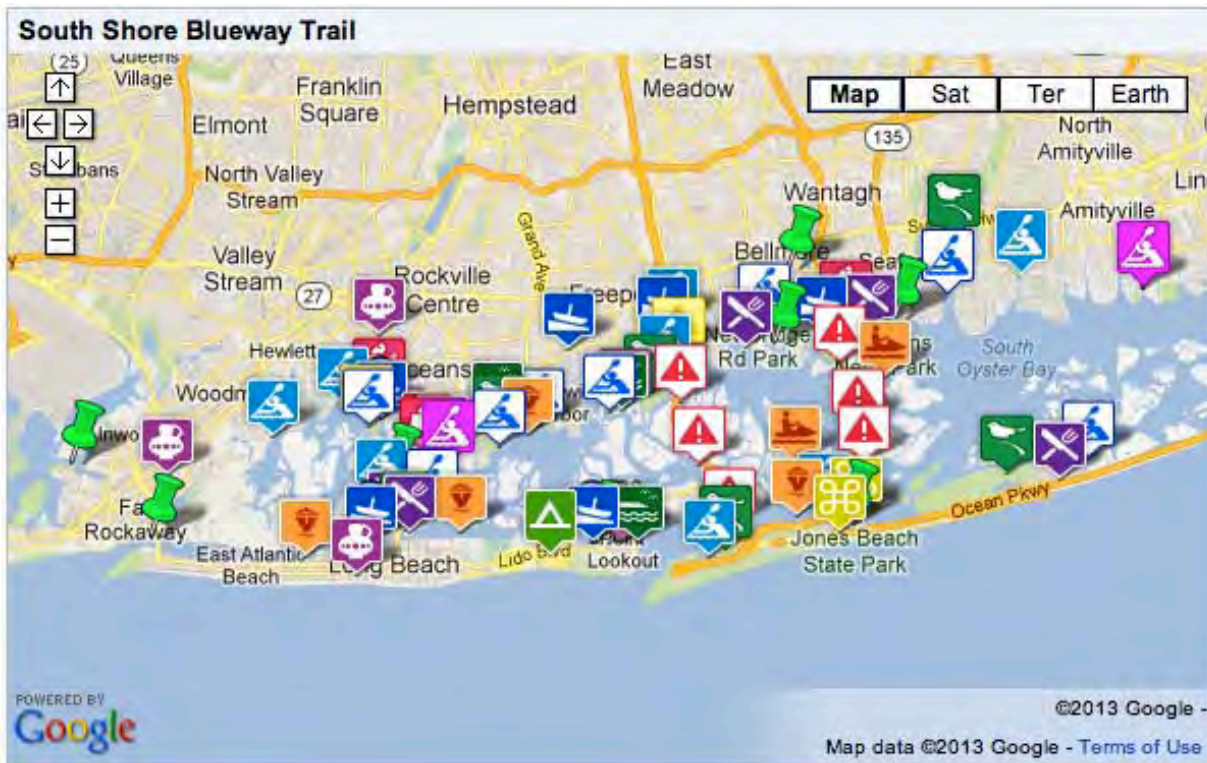 South Shore Blueway Trail
25
Queens
Village
East
Meadow
Map Sat Ter Earth
Franklin
Square
Hempstead
Elmont
135
North
Amityville
North Valley
Stream
Wantagh
Amityville
Valley
Stream
Bellmore
Rockville
Centre
27
Grand Ave
Hewlett
Rd Park
South
Oyster Bay
Rockaway
Ocean Pkwy
East Atlantic
Beach
Beach
Lido Blvd
Lookout
Jones Beach
State Park
POWERED BY
Google
©2013 Google -
Map data ©2013 Google - Terms of Use